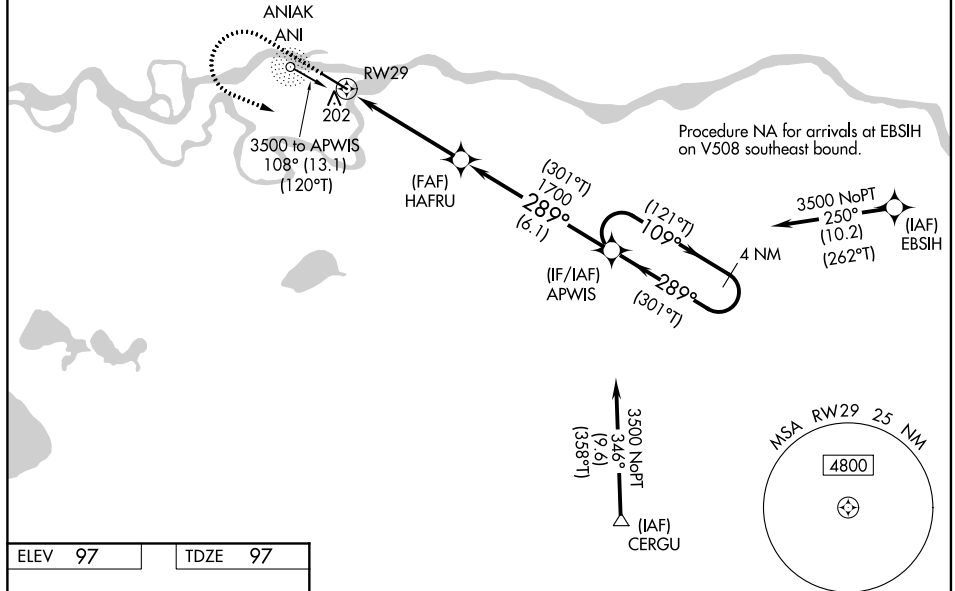 ANIAK
ANI
RW29
202
3500 to APWIS
108° (13.1)
(120°T)
Procedure NA for arrivals at EBSIH
on V508 southeast bound.
(FAF)
HAFRU
(301°T)
1700
289°
(6.1)
(121°T)
109°
4 NM
3500 NoPT
250°
(10.2)
(262°T)
(IAF)
EBSIH
(IF/IAF)
APWIS
289°
(301°T)
3500 NoPT
346°
(9.6)
(358°T)
(IAF)
CERGU
MSA RW29 25 NM
4800
ELEV 97
TDZE 97